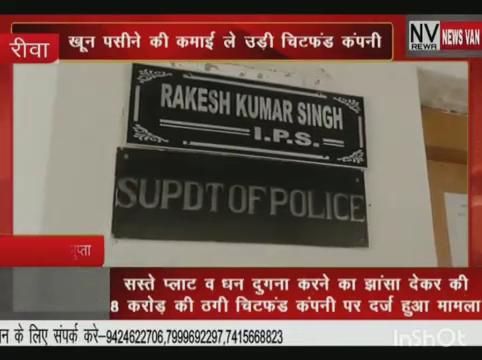 रीवा
खून पसीने की कमाई ले उड़ी चिटफंड कंपनी
NV
REWA
NEWS VAN
RAKESH KUMAR SINGH
I.P.S.
SUPDT OF POLICE
गुप्ता
सस्ते प्लाट व धन दुगना करने का झांसा देकर की
8 करोड़ की ठगी चिटफंड कंपनी पर दर्ज हुआ मामला
के लिए संपर्क करे-9424622706,7999692297,7415668823
InShOt